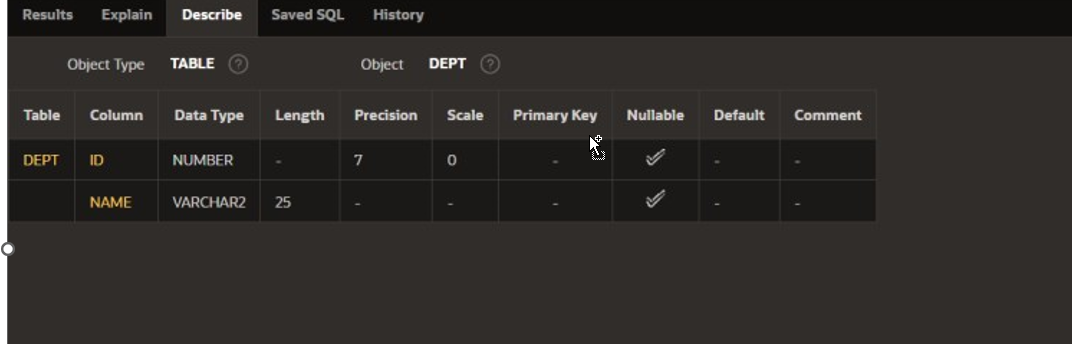 Results Explain Describe Saved SQL History
Object Type TABLE ? Object DEPT ?
Table Column Data Type Length Precision Scale Primary Key Nullable Default Comment
DEPT ID NUMBER - 7 0 - - -
NAME VARCHAR2 25 - - - - -